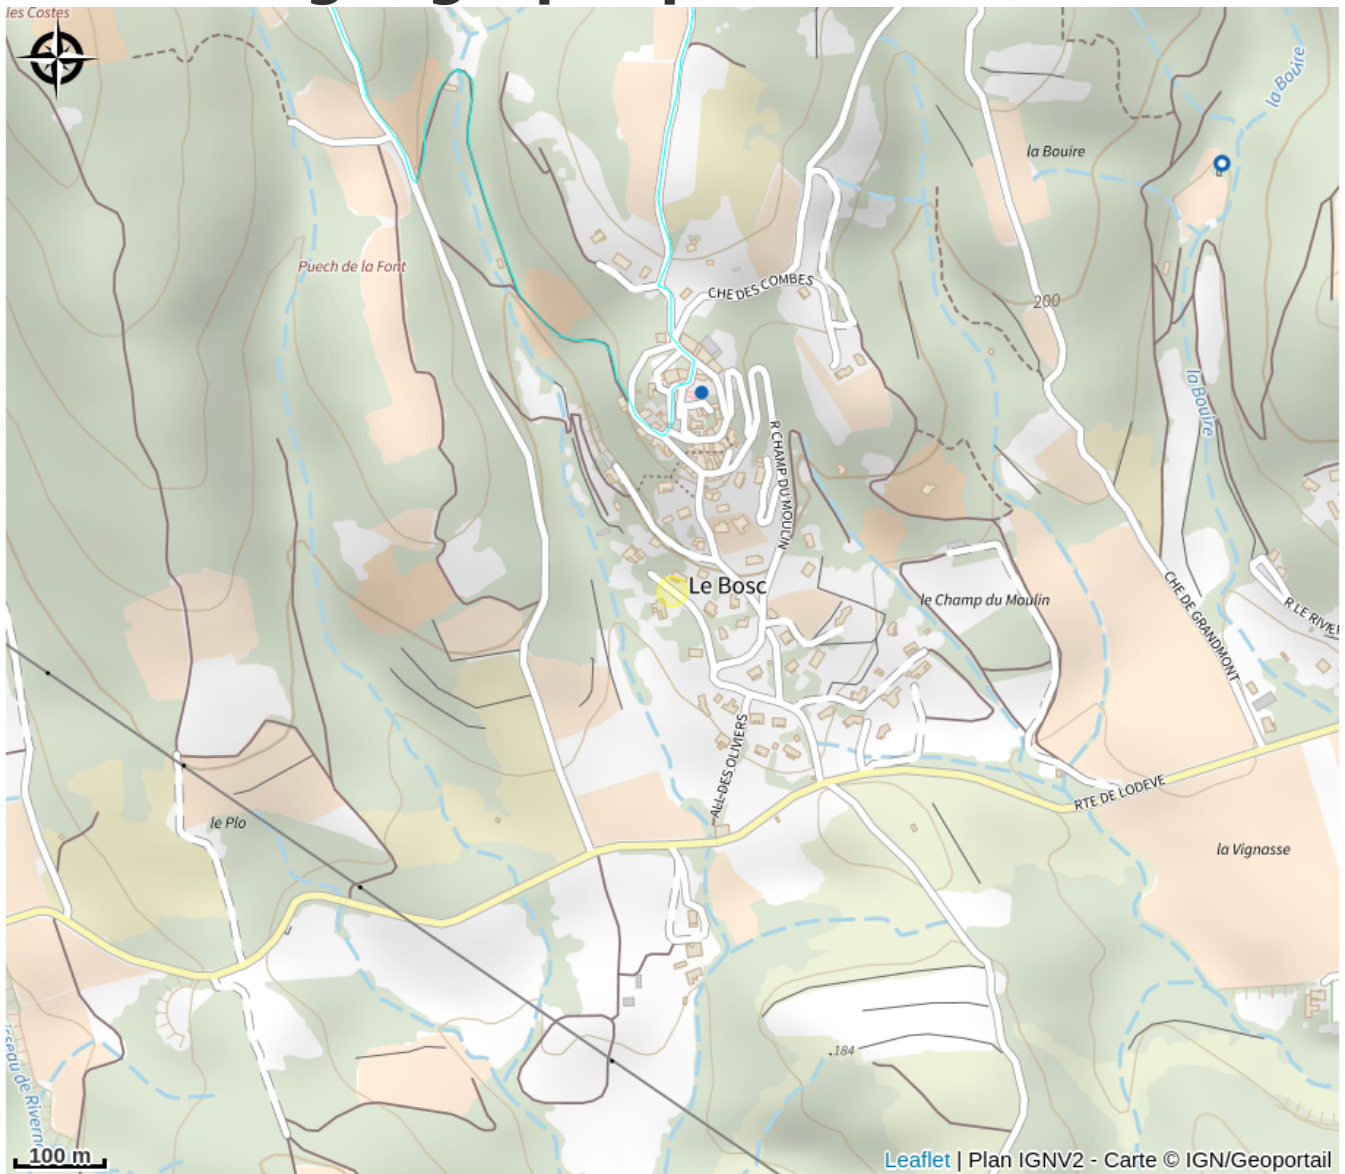 les Costes
la Bouire
la Bouire
Puech de la Font
CHE DES COMBES
200
la Bouire
R CHAMP DU MOULIN
Le Bosc
le Champ du Moulin
CHE DE GRANDMONT
R LE RIVIER
ALL DES OLIVIERS
RTE DE LODEVE
le Plo
la Vignasse
.184
100 m
Leaflet | Plan IGNV2 - Carte © IGN/Geoportail